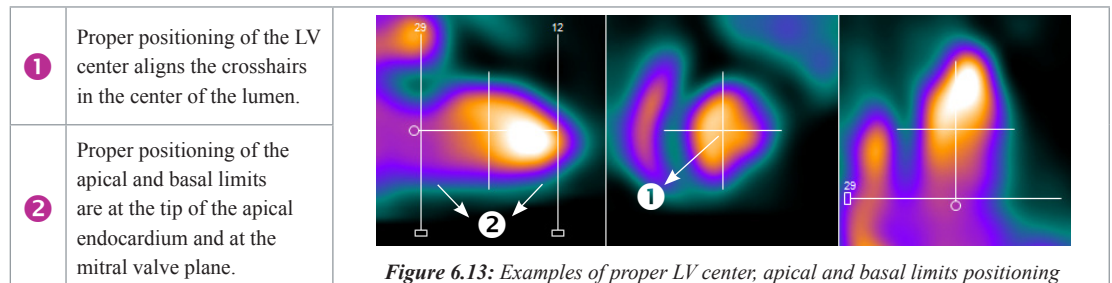 1
Proper positioning of the LV
center aligns the crosshairs
in the center of the lumen.
2
Proper positioning of the
apical and basal limits
are at the tip of the apical
endocardium and at the
mitral valve plane.
29
12
2
1
29
Figure 6.13: Examples of proper LV center, apical and basal limits positioning